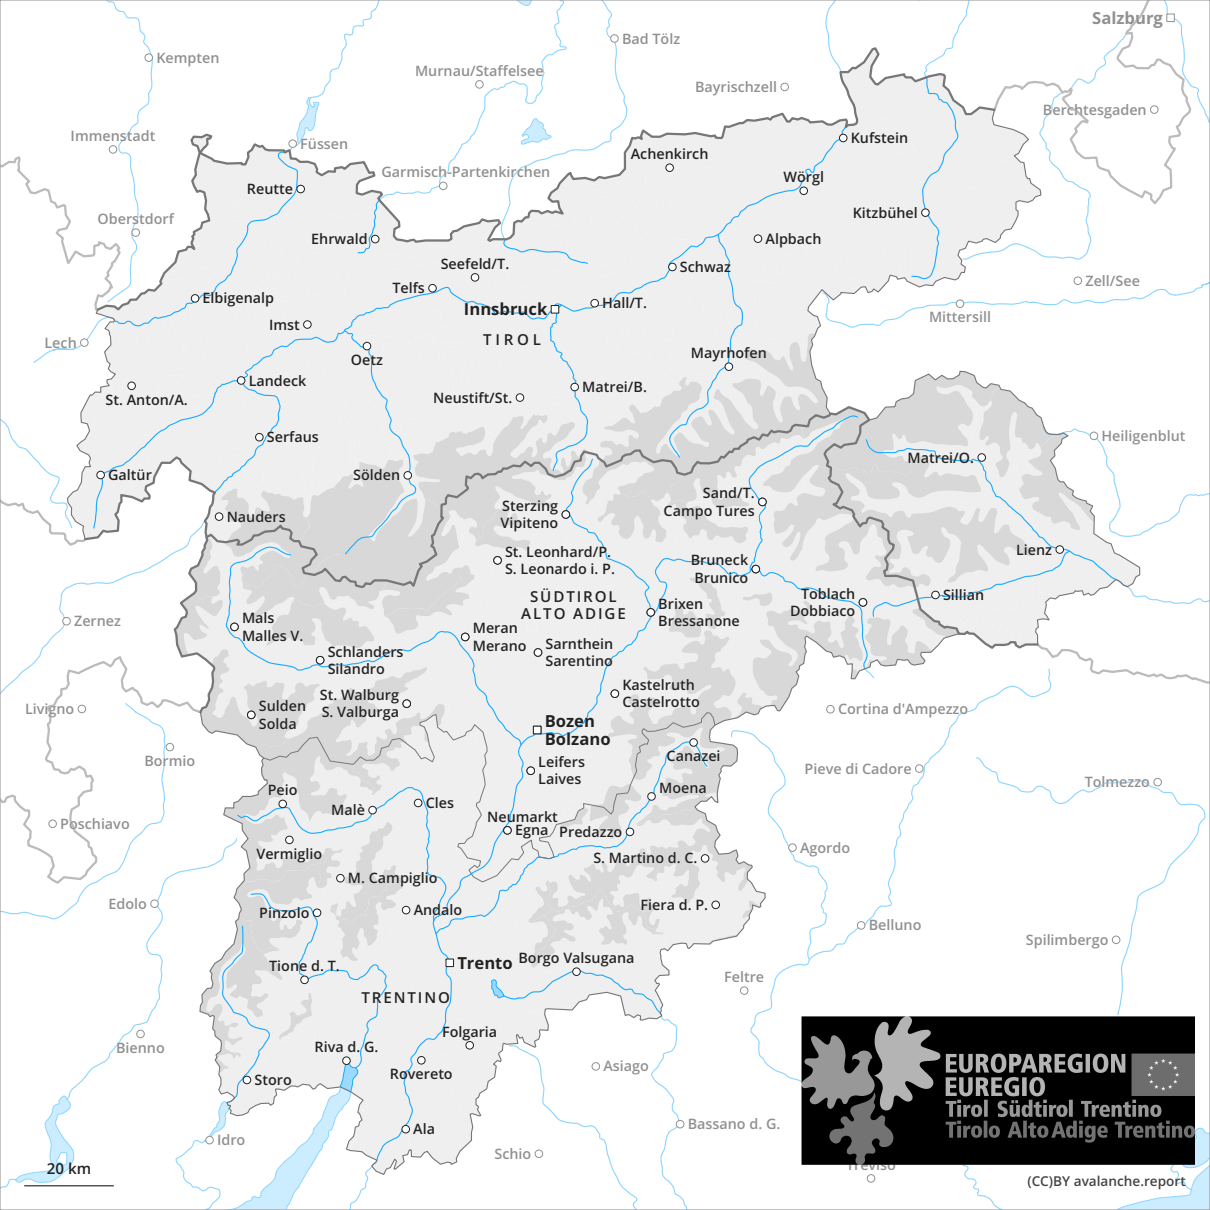 Salzburg
Bad Tölz
Kempten
Murnau/Staffelsee
Bayrischzell
Berchtesgaden
Immenstadt
Füssen
Kufstein
Achenkirch
Garmisch-Partenkirchen
Wörgl
Reutte
Oberstdorf
Kitzbühel
Ehrwald
Alpbach
Seefeld/T.
Schwaz
Zell/See
Telfs
Elbigenalp
Hall/T.
Innsbruck
Mittersill
Imst
TIROL
Lech
Oetz
Mayrhofen
Landeck
Matrei/B.
St. Anton/A.
Neustift/St.
Serfaus
Heiligenblut
Matrei/O.
Galtür
Sölden
Sand/T.
Campo Tures
Sterzing
Vipiteno
Nauders
Lienz
St. Leonhard/P.
S. Leonardo i. P.
Bruneck
Brunico
SÜDTIROL
ALTO ADIGE
Toblach
Dobbiaco
Sillian
Brixen
Bressanone
Zernez
Mals
Malles V.
Meran
Merano
Sarnthein
Sarentino
Schlanders
Silandro
Kastelruth
Castelrotto
St. Walburg
S. Valburga
Livigno
Sulden
Solda
Cortina d'Ampezzo
Bozen
Bolzano
Bormio
Canazei
Leifers
Laives
Pieve di Cadore
Tolmezzo
Peio
Moena
Malè
Cles
Neumarkt
Egna
Poschiavo
Predazzo
Vermiglio
Agordo
S. Martino d. C.
M. Campiglio
Edolo
Pinzolo
Andalo
Fiera d. P.
Belluno
Spilimbergo
Trento
Borgo Valsugana
Tione d. T.
Feltre
TRENTINO
Folgaria
Bienno
Riva d. G.
Asiago
Rovereto
Storo
EUROPAREGION
EUREGIO
Tirol Südtirol Trentino
Tirolo Alto Adige Trentino
Bassano d. G.
Ala
Idro
Schio
Treviso
20 km
(CC)BY avalanche.report